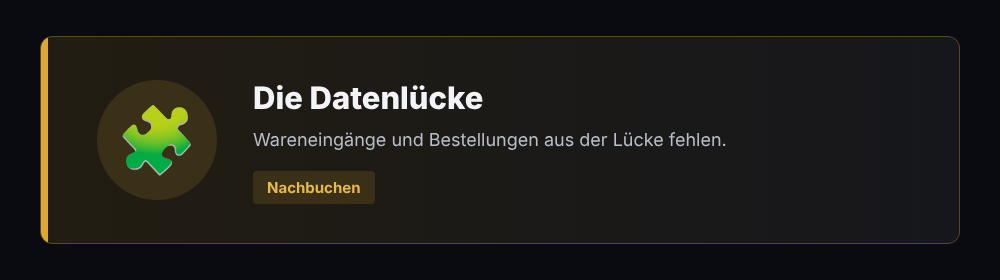 Die Datenlücke
Wareneingänge und Bestellungen aus der Lücke fehlen.
Nachbuchen